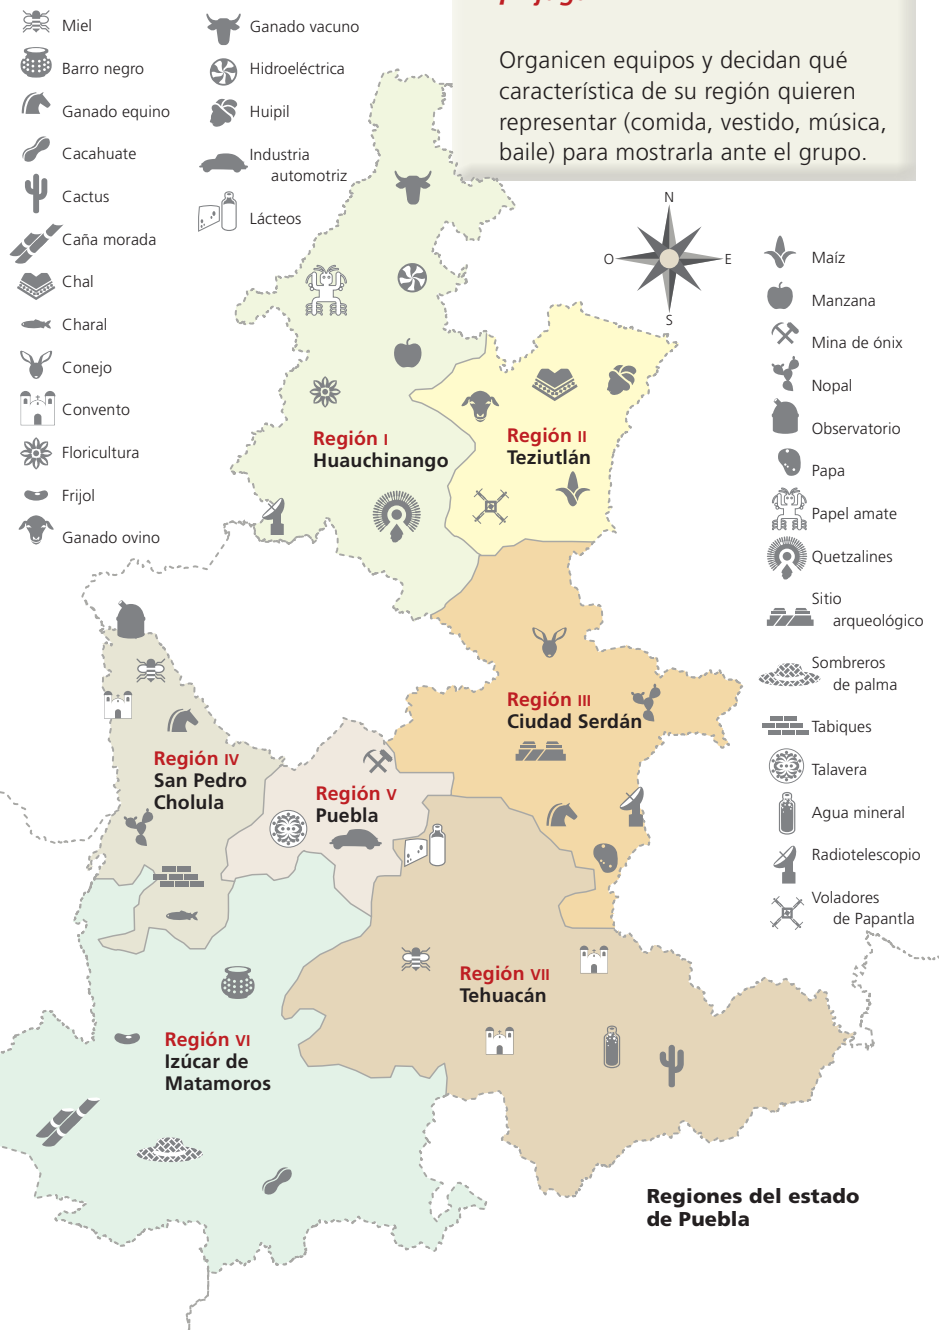 Organicen equipos y decidan qué
característica de su región quieren
representar (comida, vestido, música,
baile) para mostrarla ante el grupo.
Miel
Barro negro
Ganado equino
Cacahuate
Cactus
Caña morada
Chal
Charal
Conejo
Convento
Floricultura
Frijol
Ganado ovino
Ganado vacuno
Hidroeléctrica
Huipil
Industria
automotriz
Lácteos
N
O
E
S
Maíz
Manzana
Mina de ónix
Nopal
Observatorio
Papa
Papel amate
Quetzalines
Sitio
arqueológico
Sombreros
de palma
Tabiques
Talavera
Agua mineral
Radiotelescopio
Voladores
de Papantla
Región I
Huauchinango
Región II
Teziutlán
Región III
Ciudad Serdán
Región IV
San Pedro
Cholula
Región V
Puebla
Región VI
Izúcar de
Matamoros
Región VII
Tehuacán
Regiones del estado
de Puebla